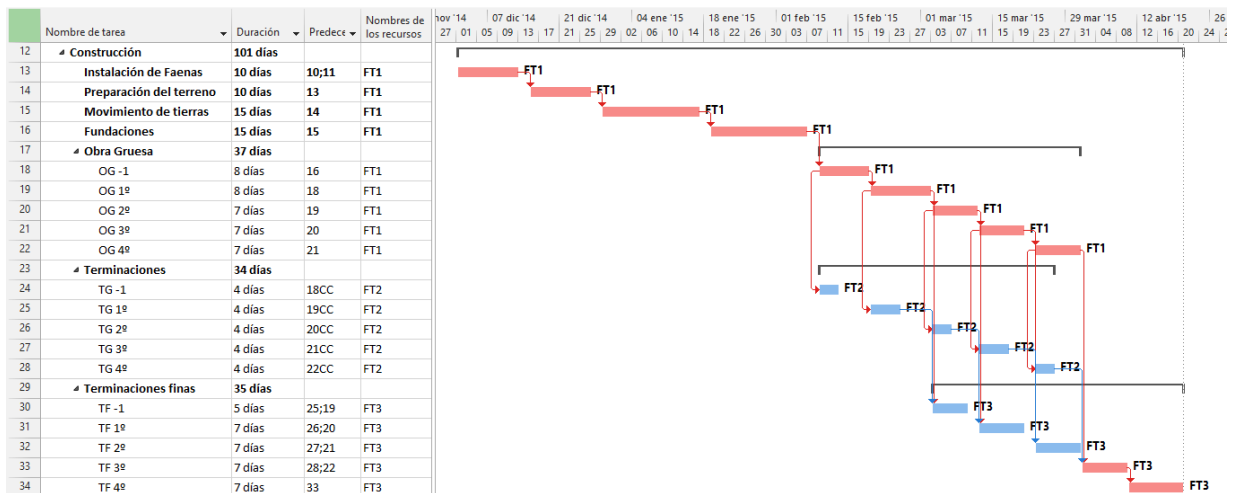 nov '14 07 dic '14 21 dic '14 04 ene '15 18 ene '15 01 feb '15 15 feb '15 01 mar '15 15 mar '15 29 mar '15 12 abr '15 26
Nombre de tarea Duración Predece Nombres de los recursos 27 01 05 09 13 17 21 25 29 02 06 10 14 18 22 26 30 03 07 11 15 19 23 27 03 07 11 15 19 23 27 31 04 08 12 16 20 24 2
12 Construcción 101 días
13 Instalación de Faenas 10 días 10;11 FT1 FT1
14 Preparación del terreno 10 días 13 FT1 FT1
15 Movimiento de tierras 15 días 14 FT1 FT1
16 Fundaciones 15 días 15 FT1 FT1
17 Obra Gruesa 37 días
18 OG -1 8 días 16 FT1 FT1
19 OG 1º 8 días 18 FT1 FT1
20 OG 2º 7 días 19 FT1 FT1
21 OG 3º 7 días 20 FT1 FT1
22 OG 4º 7 días 21 FT1 FT1
23 Terminaciones 34 días
24 TG -1 4 días 18CC FT2 FT2
25 TG 1º 4 días 19CC FT2 FT2
26 TG 2º 4 días 20CC FT2 FT2
27 TG 3º 4 días 21CC FT2 FT2
28 TG 4º 4 días 22CC FT2 FT2
29 Terminaciones finas 35 días
30 TF -1 5 días 25;19 FT3 FT3
31 TF 1º 7 días 26;20 FT3 FT3
32 TF 2º 7 días 27;21 FT3 FT3
33 TF 3º 7 días 28;22 FT3 FT3
34 TF 4º 7 días 33 FT3 FT3